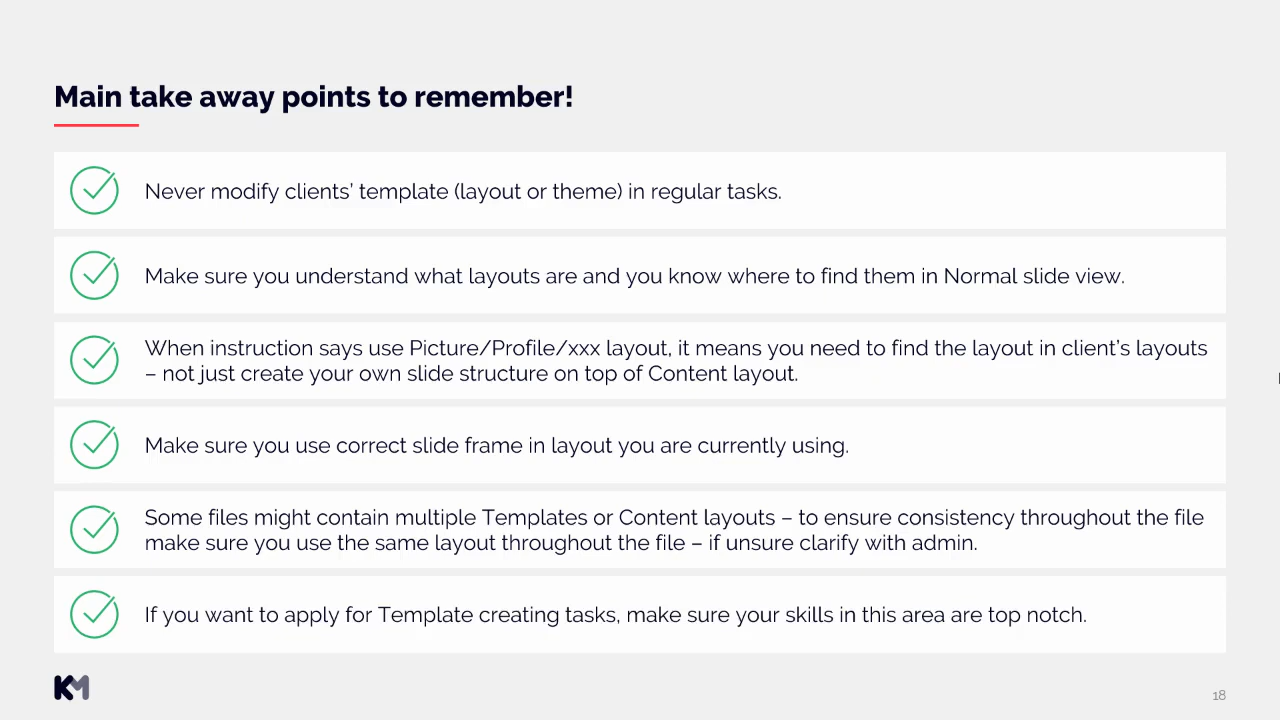 Main take away points to remember!
Never modify clients’ template (layout or theme) in regular tasks.
Make sure you understand what layouts are and you know where to find them in Normal slide view.
When instruction says use Picture/Profile/xxx layout, it means you need to find the layout in client’s layouts
– not just create your own slide structure on top of Content layout.
Make sure you use correct slide frame in layout you are currently using.
Some files might contain multiple Templates or Content layouts – to ensure consistency throughout the file
make sure you use the same layout throughout the file – if unsure clarify with admin.
If you want to apply for Template creating tasks, make sure your skills in this area are top notch.
KM
18